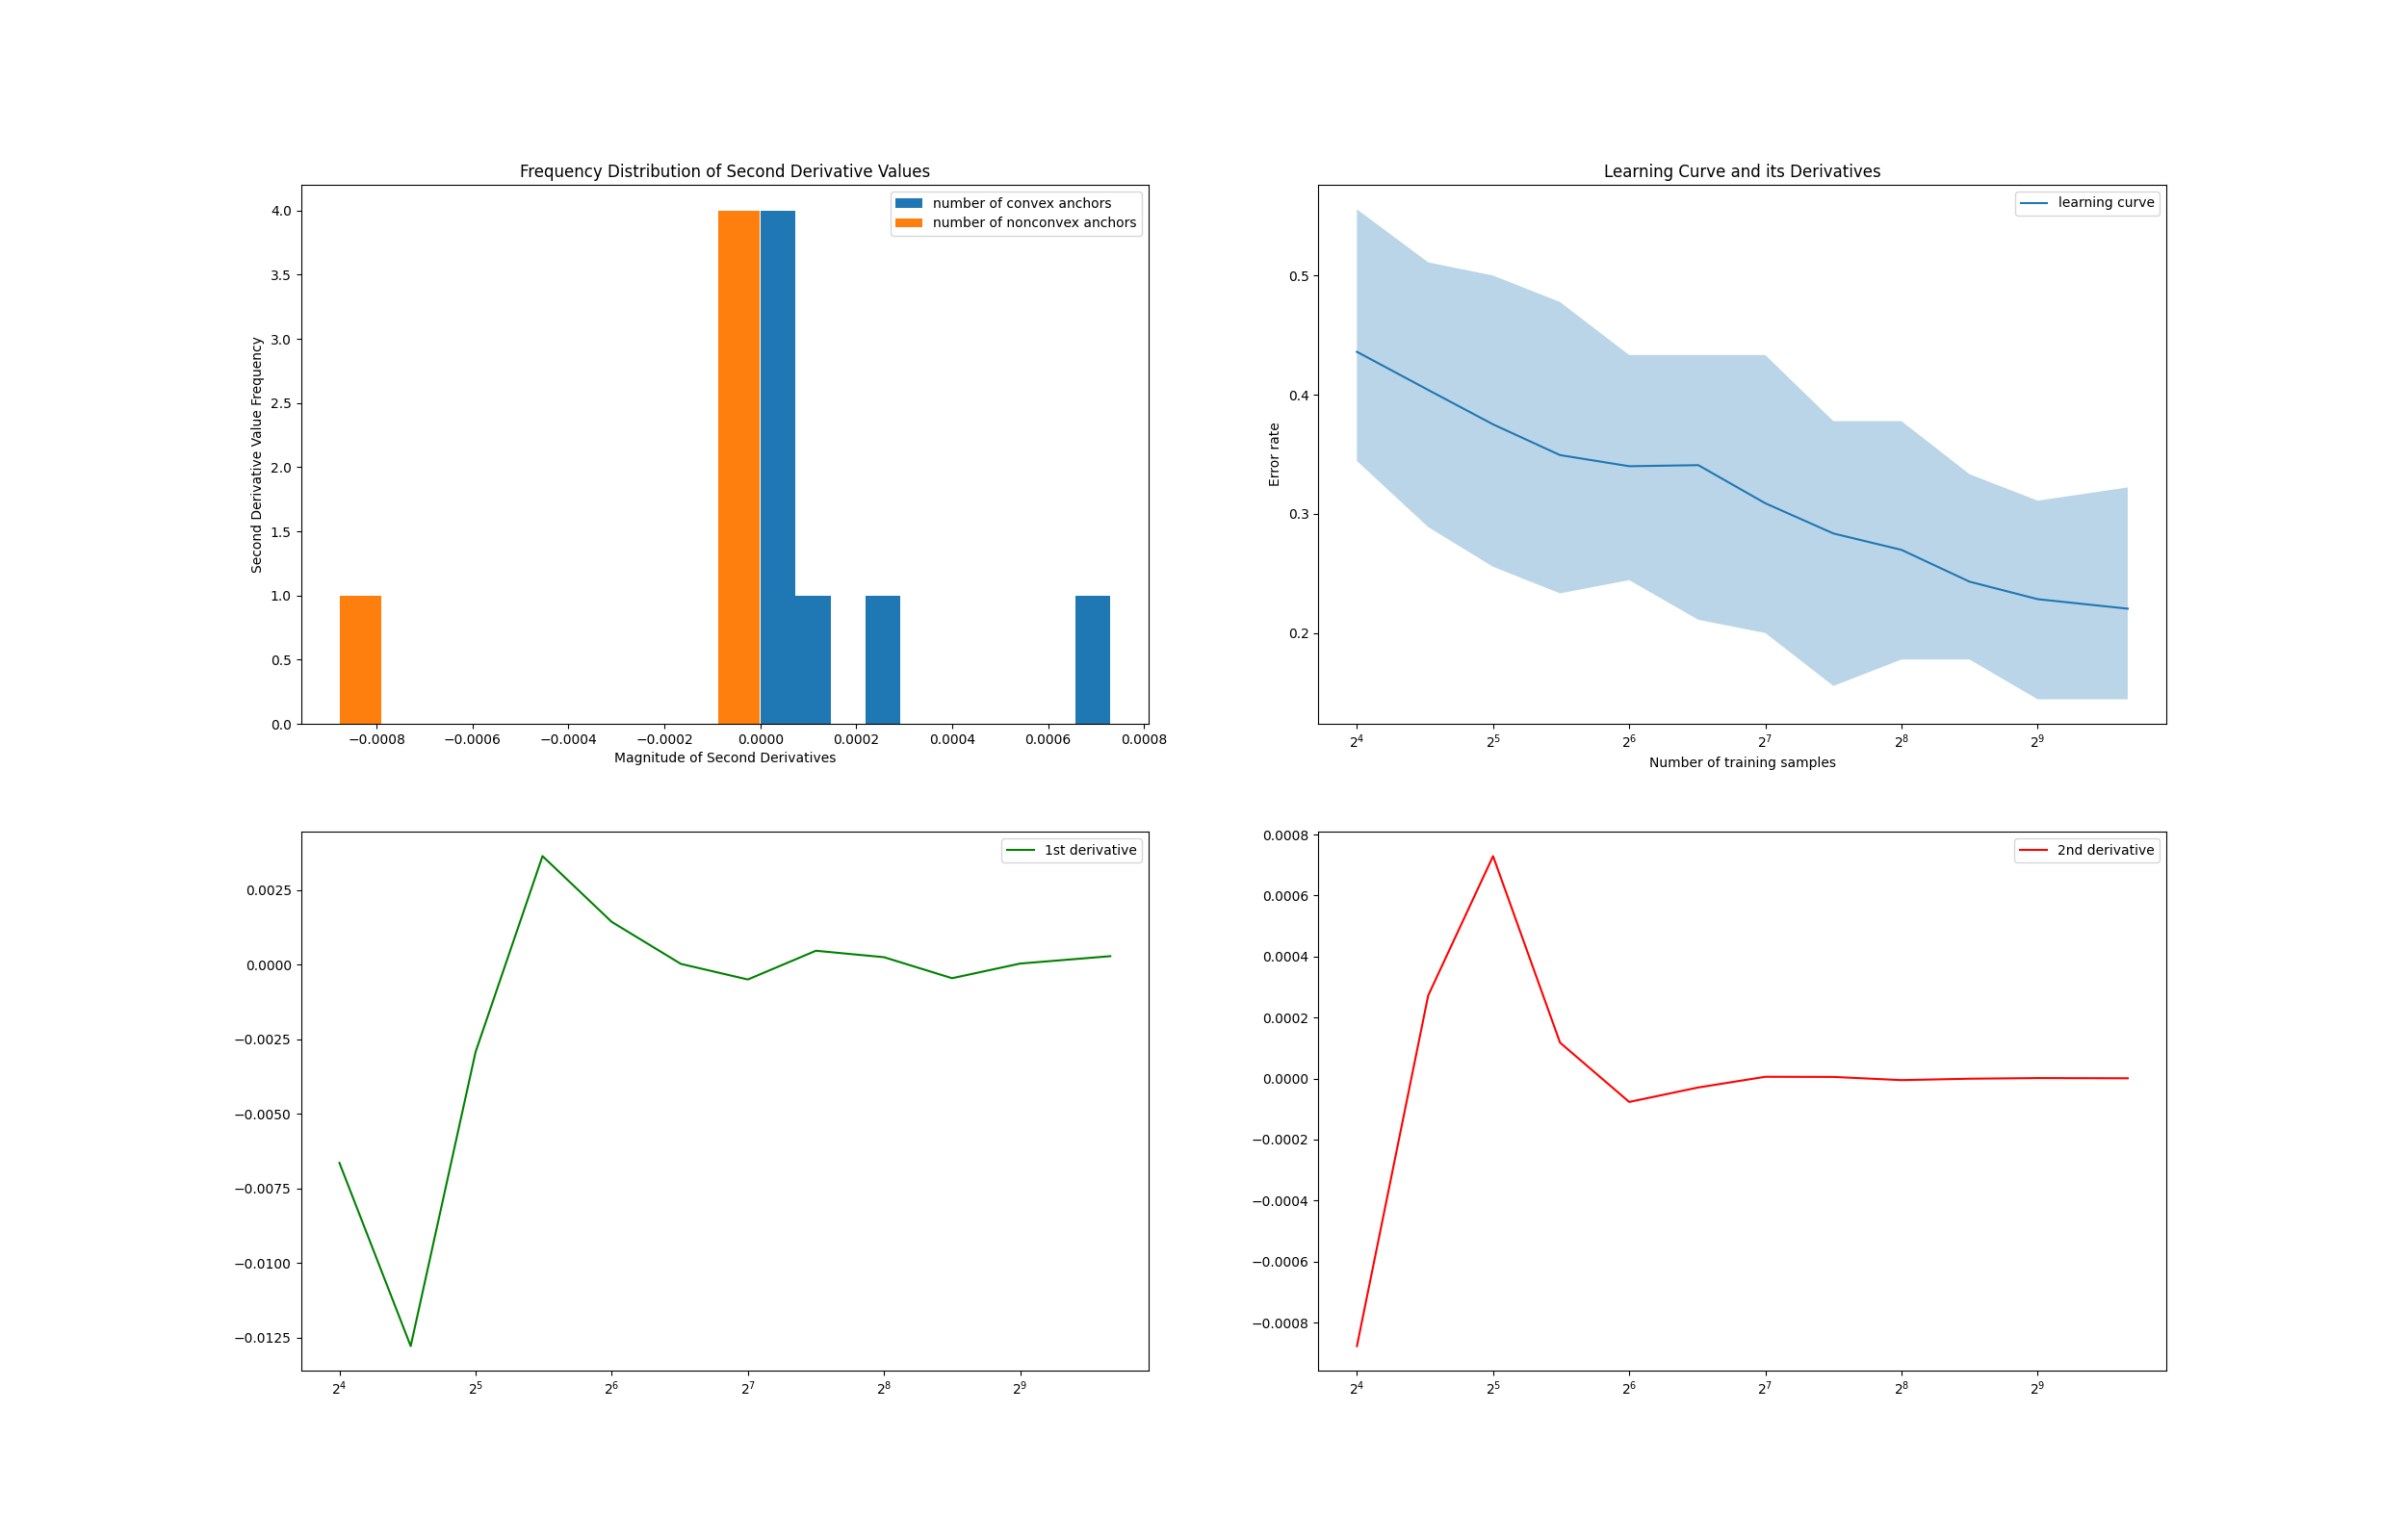 Frequency Distribution of Second Derivative Values
number of convex anchors
number of nonconvex anchors
4.0
3.5
3.0
2.5
2.0
1.5
1.0
0.5
0.0
Second Derivative Value Frequency
−0.0008 −0.0006 −0.0004 −0.0002 0.0000 0.0002 0.0004 0.0006 0.0008
Magnitude of Second Derivatives
Learning Curve and its Derivatives
learning curve
0.5
0.4
0.3
0.2
Error rate
2⁴ 2⁵ 2⁶ 2⁷ 2⁸ 2⁹
Number of training samples
1st derivative
0.0025
0.0000
−0.0025
−0.0050
−0.0075
−0.0100
−0.0125
2⁴ 2⁵ 2⁶ 2⁷ 2⁸ 2⁹
2nd derivative
0.0008
0.0006
0.0004
0.0002
0.0000
−0.0002
−0.0004
−0.0006
−0.0008
2⁴ 2⁵ 2⁶ 2⁷ 2⁸ 2⁹